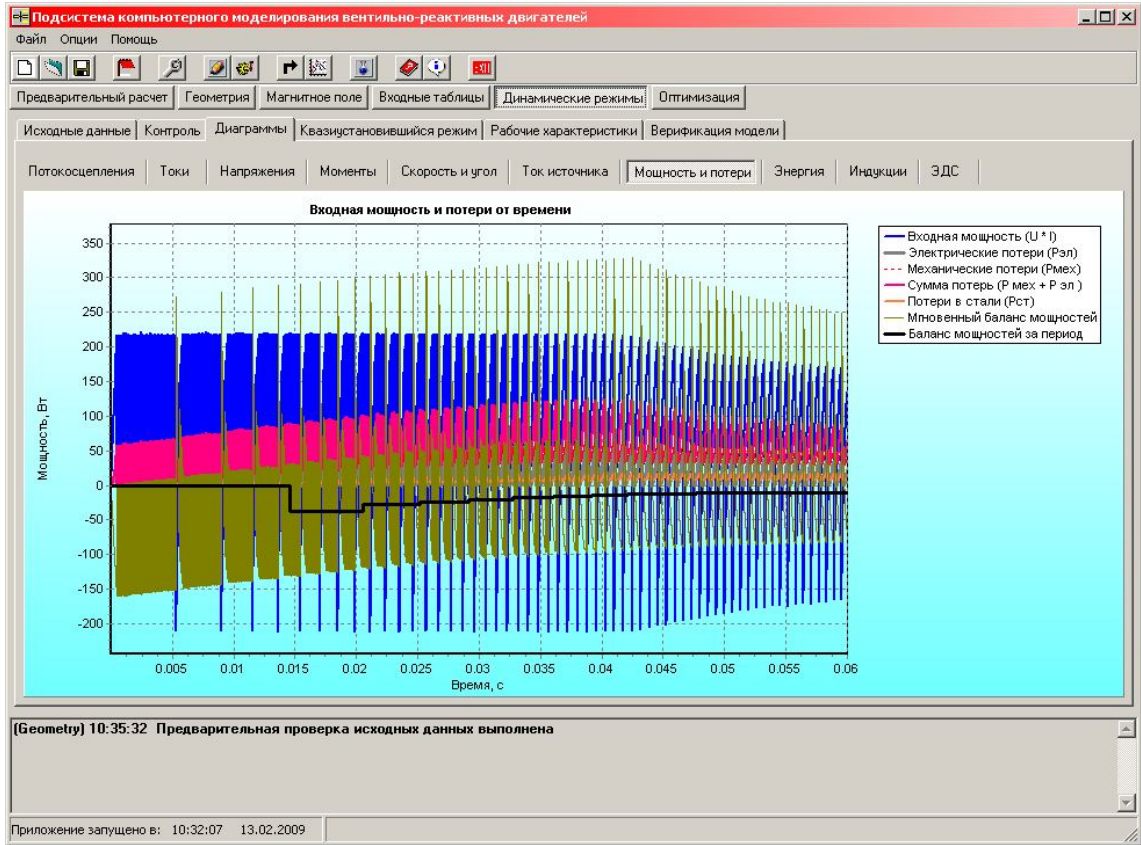 Подсистема компьютерного моделирования вентильно-реактивных двигателей
Файл Опции Помощь
EXIT
Предварительный расчет Геометрия Магнитное поле Входные таблицы Динамические режимы Оптимизация
Исходные данные Контроль Диаграммы Квазиустановившийся режим Рабочие характеристики Верификация модели
Потокосцепления Токи Напряжения Моменты Скорость и угол Ток источника Мощность и потери Энергия Индукции ЭДС
Входная мощность и потери от времени
350
300
250
200
150
100
50
0
-50
-100
-150
-200
Мощность, Вт
0.005 0.01 0.015 0.02 0.025 0.03 0.035 0.04 0.045 0.05 0.055 0.06
Время, с
Входная мощность (U * I)
Электрические потери (Рэл)
Механические потери (Рмех)
Сумма потерь (Р мех + Р эл )
Потери в стали (Рст)
Мгновенный баланс мощностей
Баланс мощностей за период
(Geometry) 10:35:32 Предварительная проверка исходных данных выполнена
Приложение запущено в: 10:32:07 13.02.2009